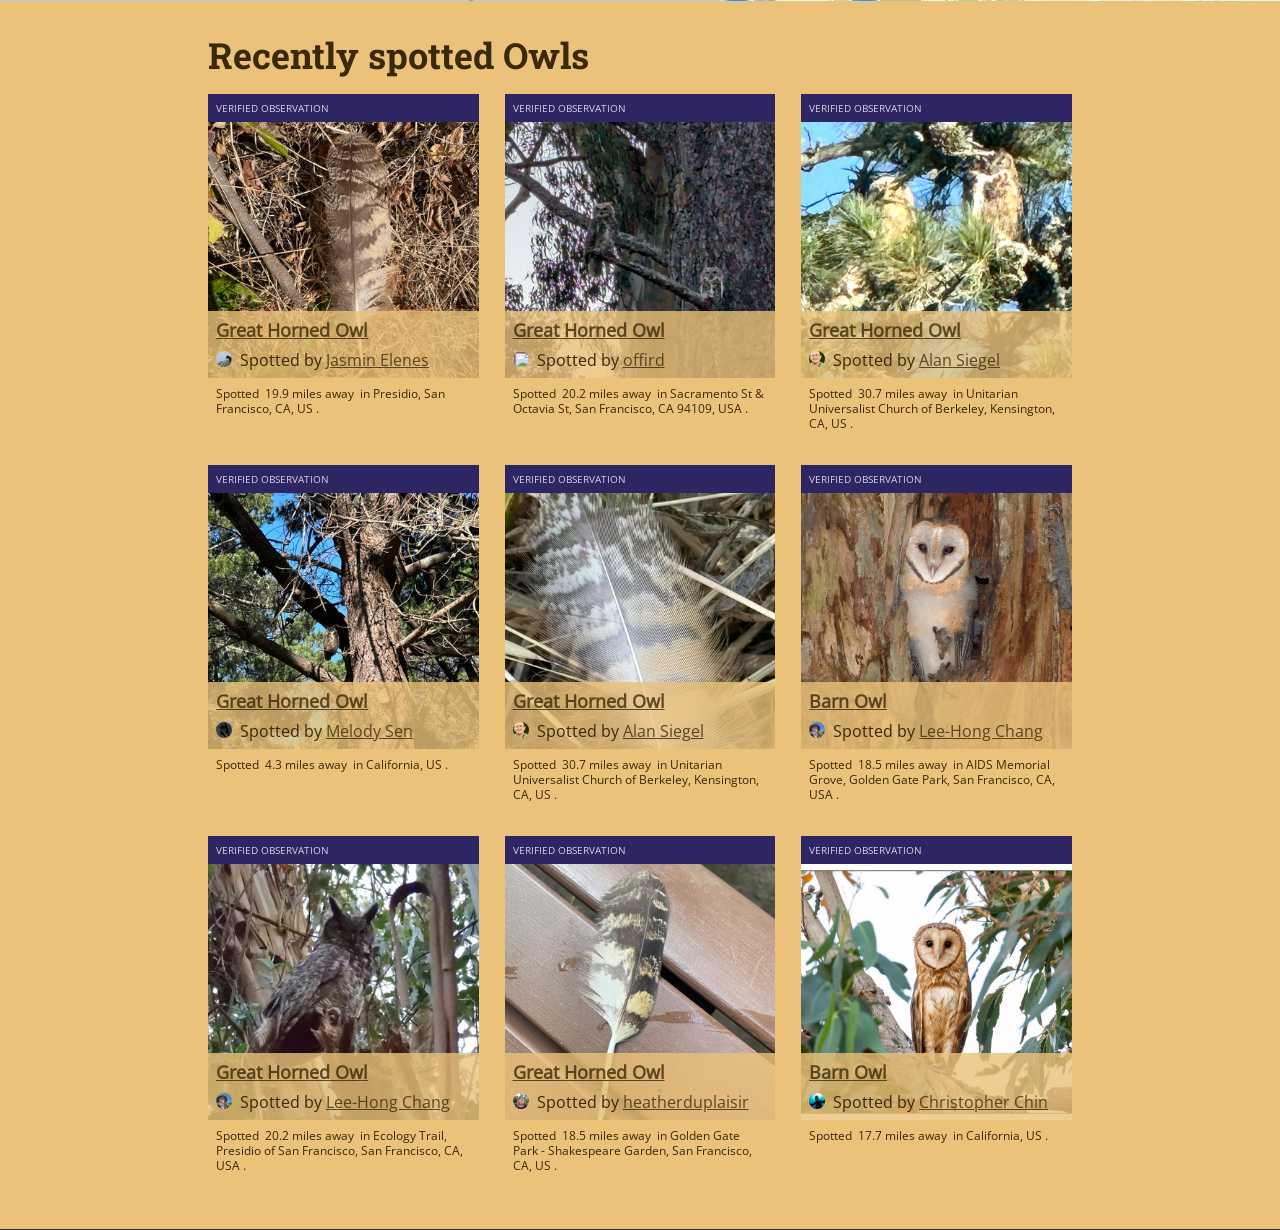 Recently spotted Owls
VERIFIED OBSERVATION
Great Horned Owl
Spotted by Jasmin Elenes
Spotted 19.9 miles away in Presidio, San
Francisco, CA, US .
VERIFIED OBSERVATION
Great Horned Owl
Spotted by offird
Spotted 20.2 miles away in Sacramento St &
Octavia St, San Francisco, CA 94109, USA .
VERIFIED OBSERVATION
Great Horned Owl
Spotted by Alan Siegel
Spotted 30.7 miles away in Unitarian
Universalist Church of Berkeley, Kensington,
CA, US .
VERIFIED OBSERVATION
Great Horned Owl
Spotted by Melody Sen
Spotted 4.3 miles away in California, US .
VERIFIED OBSERVATION
Great Horned Owl
Spotted by Alan Siegel
Spotted 30.7 miles away in Unitarian
Universalist Church of Berkeley, Kensington,
CA, US .
VERIFIED OBSERVATION
Barn Owl
Spotted by Lee-Hong Chang
Spotted 18.5 miles away in AIDS Memorial
Grove, Golden Gate Park, San Francisco, CA,
USA .
VERIFIED OBSERVATION
Great Horned Owl
Spotted by Lee-Hong Chang
Spotted 20.2 miles away in Ecology Trail,
Presidio of San Francisco, San Francisco, CA,
USA .
VERIFIED OBSERVATION
Great Horned Owl
Spotted by heatherduplaisir
Spotted 18.5 miles away in Golden Gate
Park - Shakespeare Garden, San Francisco,
CA, US .
VERIFIED OBSERVATION
Barn Owl
Spotted by Christopher Chin
Spotted 17.7 miles away in California, US .